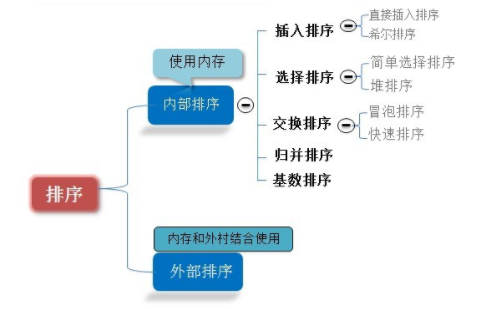 直接插入排序
插入排序
希尔排序
使用内存
简单选择排序
选择排序
堆排序
内部排序
冒泡排序
交换排序
快速排序
归并排序
基数排序
排序
内存和外村结合使用
外部排序